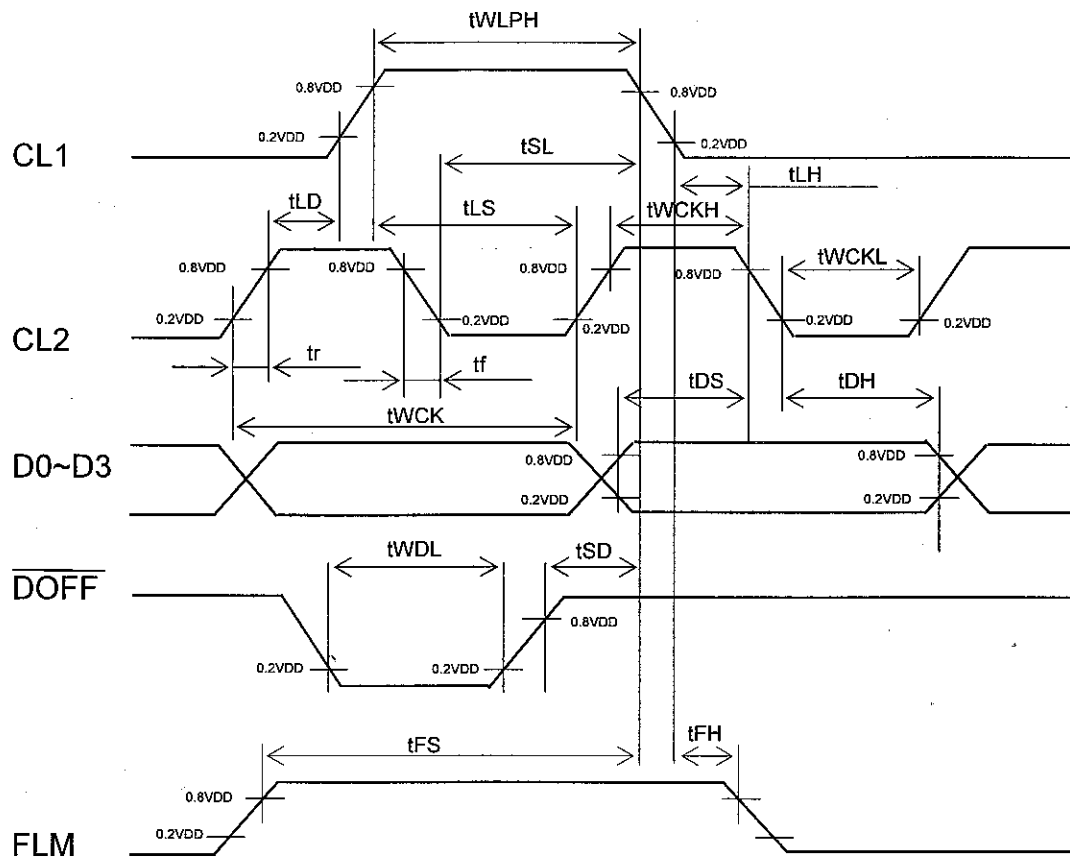 tWLPH
0.8VDD 0.8VDD
0.2VDD 0.2VDD
CL1
tSL
tLH
tLD tLS tWCKH
0.8VDD 0.8VDD 0.8VDD tWCKL
0.2VDD 0.2VDD 0.2VDD 0.2VDD 0.2VDD
CL2
tr tf
tDS tDH
tWCK
D0~D3
0.8VDD 0.8VDD
0.2VDD 0.2VDD
tWDL tSD
DOFF
0.8VDD
0.2VDD 0.2VDD
tFS tFH
0.8VDD
0.2VDD
FLM